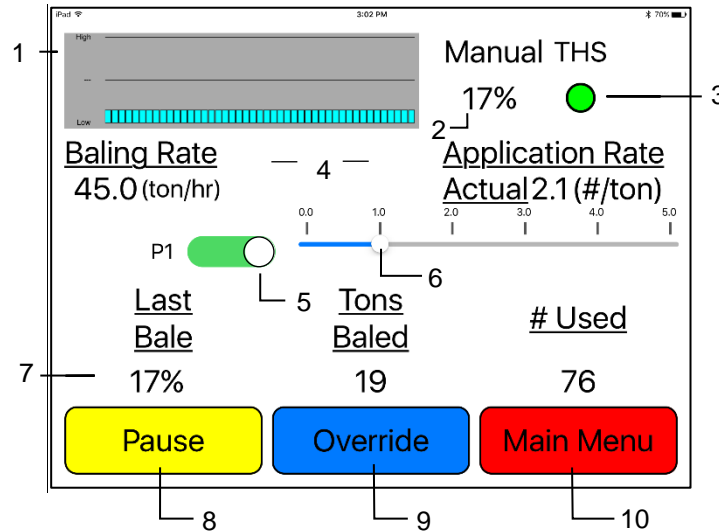 iPad 3:02 PM 70%
High
1
Manual THS
---
17%
3
2
Low
Baling Rate
4
Application Rate
45.0 (ton/hr)
Actual 2.1 (#/ton)
0.0 1.0 2.0 3.0 4.0 5.0
P1
6
5
Last Bale
Tons Baled
# Used
7
17% 19 76
Pause Override Main Menu
8 9 10